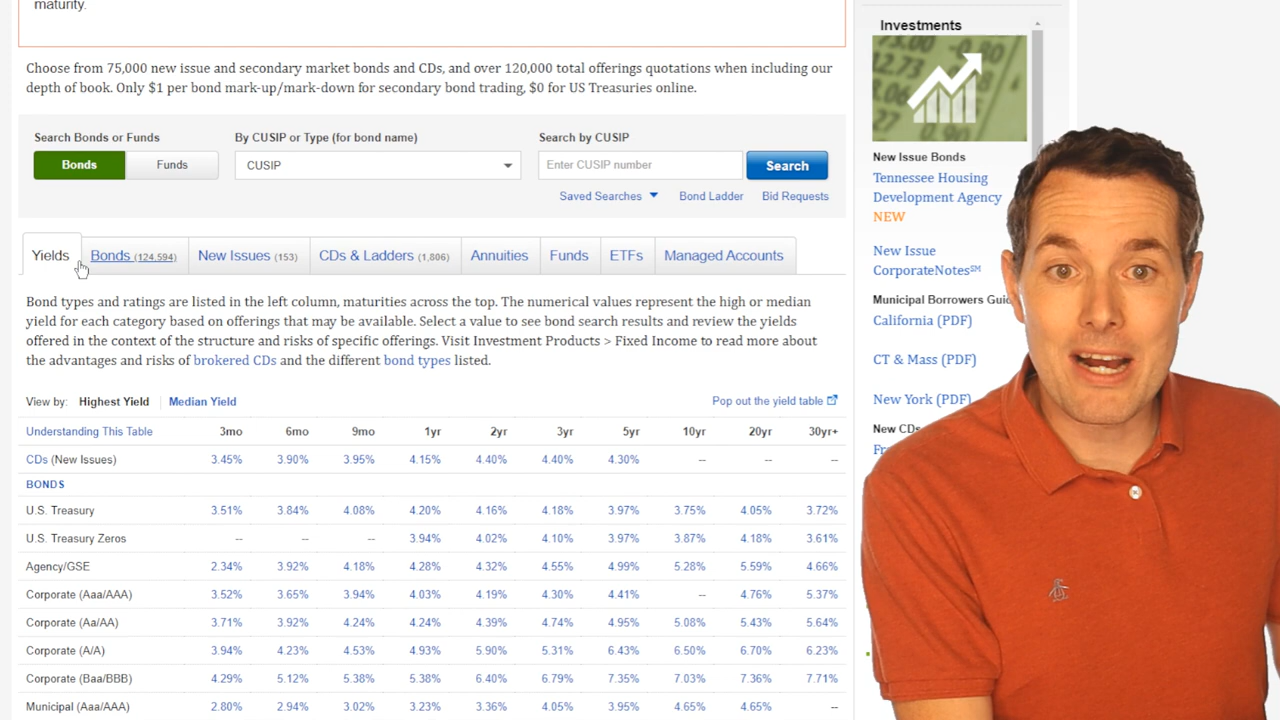 maturity.
Choose from 75,000 new issue and secondary market bonds and CDs, and over 120,000 total offerings quotations when including our
depth of book. Only $1 per bond mark-up/mark-down for secondary bond trading, $0 for US Treasuries online.
Search Bonds or Funds By CUSIP or Type (for bond name) Search by CUSIP
Bonds Funds CUSIP Enter CUSIP number Search
Saved Searches Bond Ladder Bid Requests
Yields Bonds (124,594) New Issues (153) CDs & Ladders (1,806) Annuities Funds ETFs Managed Accounts
Bond types and ratings are listed in the left column, maturities across the top. The numerical values represent the high or median
yield for each category based on offerings that may be available. Select a value to see bond search results and review the yields
offered in the context of the structure and risks of specific offerings. Visit Investment Products > Fixed Income to read more about
the advantages and risks of brokered CDs and the different bond types listed.
View by: Highest Yield Median Yield Pop out the yield table
Understanding This Table 3mo 6mo 9mo 1yr 2yr 3yr 5yr 10yr 20yr 30yr+
CDs (New Issues) 3.45% 3.90% 3.95% 4.15% 4.40% 4.40% 4.30% -- -- --
BONDS
U.S. Treasury 3.51% 3.84% 4.08% 4.20% 4.16% 4.18% 3.97% 3.75% 4.05% 3.72%
U.S. Treasury Zeros -- -- -- 3.94% 4.02% 4.10% 3.97% 3.87% 4.18% 3.61%
Agency/GSE 2.34% 3.92% 4.18% 4.28% 4.32% 4.55% 4.99% 5.28% 5.59% 4.66%
Corporate (Aaa/AAA) 3.52% 3.65% 3.94% 4.03% 4.19% 4.30% 4.41% -- 4.76% 5.37%
Corporate (Aa/AA) 3.71% 3.92% 4.24% 4.24% 4.39% 4.74% 4.95% 5.08% 5.43% 5.64%
Corporate (A/A) 3.94% 4.23% 4.53% 4.93% 5.90% 5.31% 6.43% 6.50% 6.70% 6.23%
Corporate (Baa/BBB) 4.29% 5.12% 5.38% 5.38% 6.40% 6.79% 7.35% 7.03% 7.36% 7.71%
Municipal (Aaa/AAA) 2.80% 2.94% 3.02% 3.23% 3.36% 4.05% 3.95% 4.65% 4.65% --
Investments
New Issue Bonds
Tennessee Housing
Development Agency
NEW
New Issue
CorporateNotes℠
Municipal Borrowers
California (PDF)
CT & Mass (PDF)
New York (PDF)
New CDs